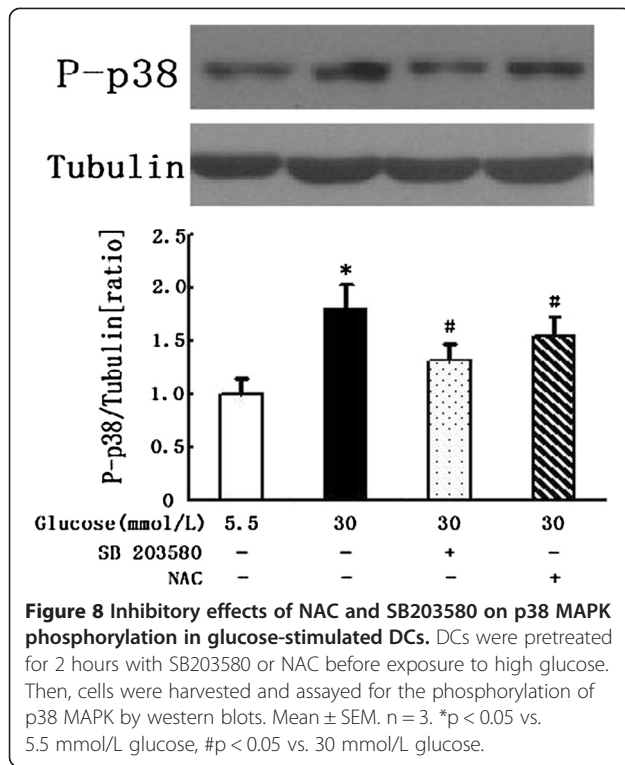 P-p38
Tubulin
P-p38/Tubulin[ratio]
2.5
2.0
1.5
1.0
0.5
0
*
#
#
Glucose(mmol/L) 5.5 30 30 30
SB 203580 – – + –
NAC – – – +
Figure 8 Inhibitory effects of NAC and SB203580 on p38 MAPK
phosphorylation in glucose-stimulated DCs. DCs were pretreated
for 2 hours with SB203580 or NAC before exposure to high glucose.
Then, cells were harvested and assayed for the phosphorylation of
p38 MAPK by western blots. Mean ± SEM. n = 3. *p < 0.05 vs.
5.5 mmol/L glucose, #p < 0.05 vs. 30 mmol/L glucose.